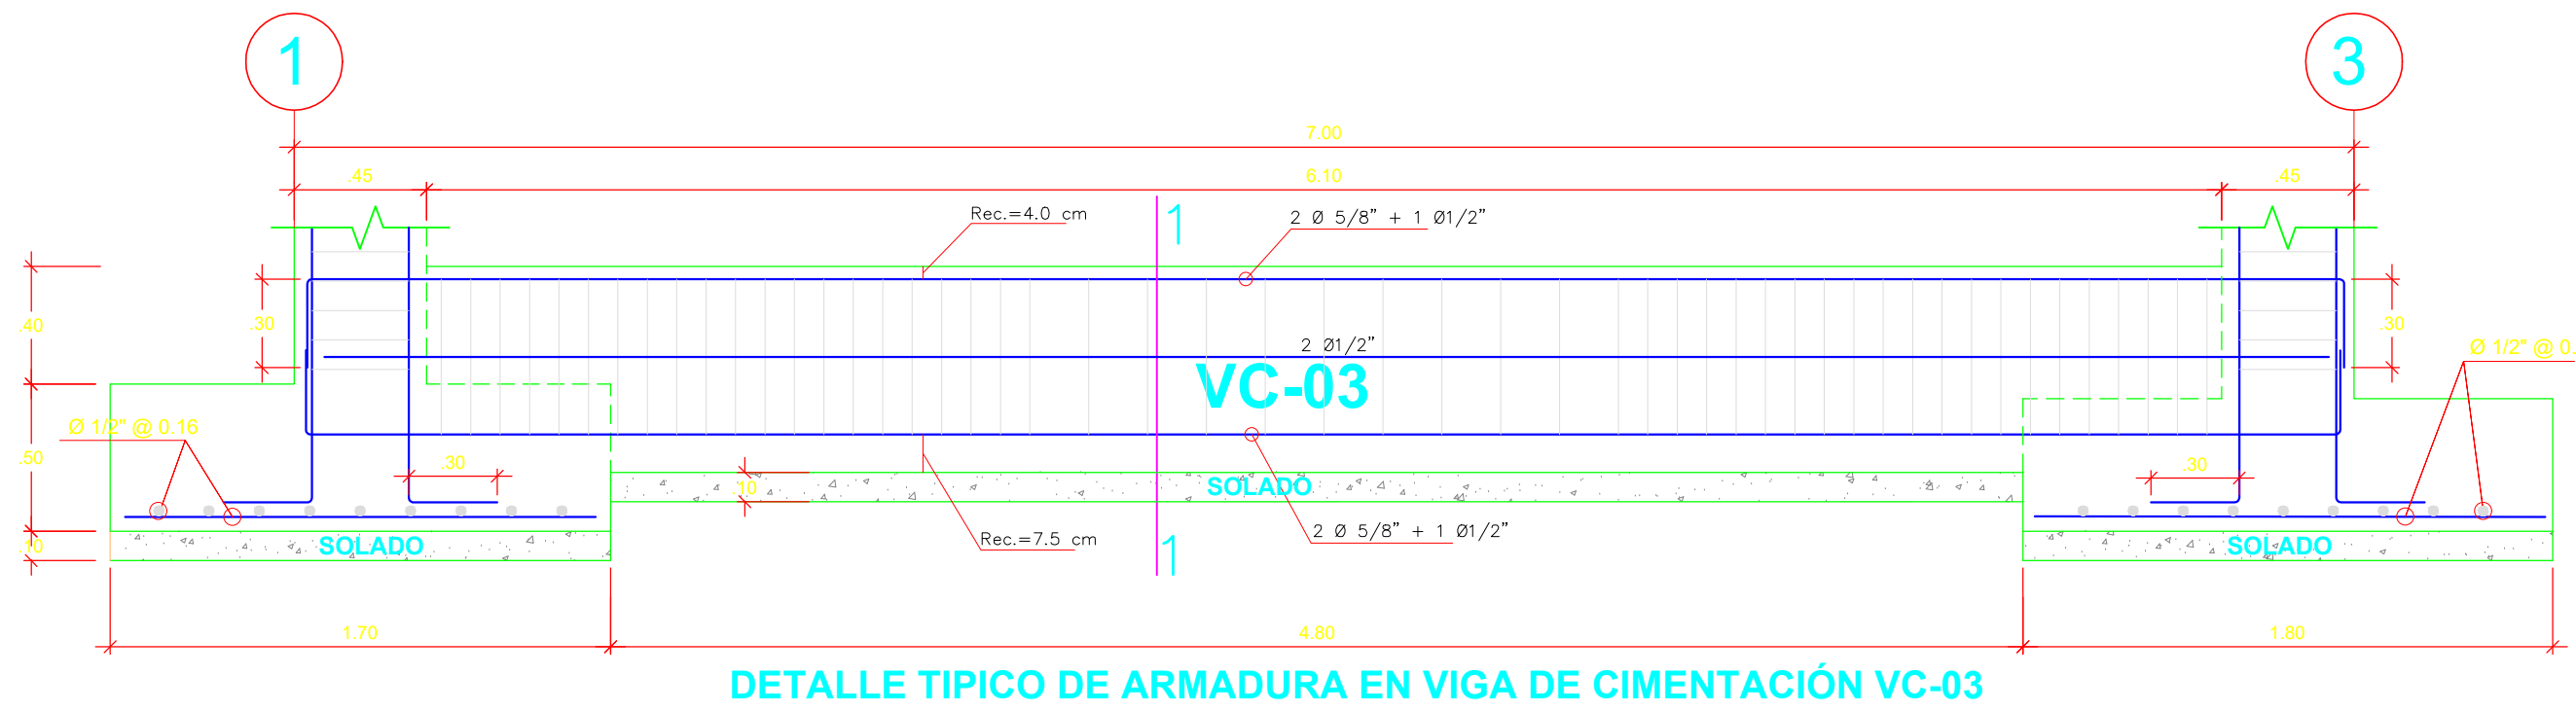 1
3
7.00
.45
6.10
.45
Rec.=4.0 cm
1
2 Ø 5/8" + 1 Ø1/2"
.40
.30
.30
2 Ø1/2"
Ø 1/2" @ 0.
VC-03
Ø 1/2" @ 0.16
.50
.30
.30
.10
SOLADO
2 Ø 5/8" + 1 Ø1/2"
Rec.=7.5 cm
1
.10
SOLADO
SOLADO
1.70
4.80
1.80
DETALLE TIPICO DE ARMADURA EN VIGA DE CIMENTACIÓN VC-03